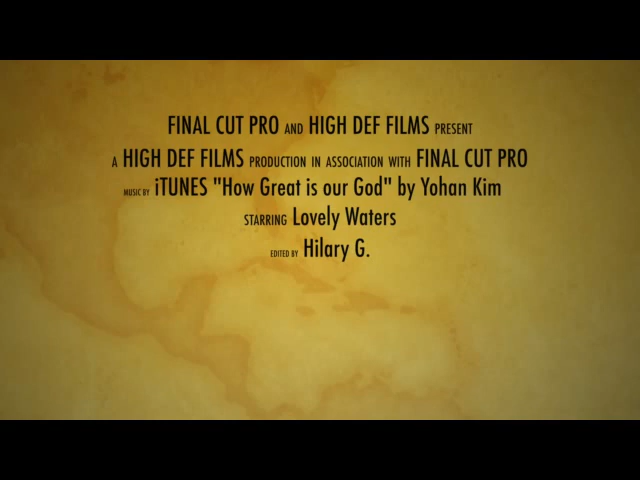 FINAL CUT PRO AND HIGH DEF FILMS PRESENT
A HIGH DEF FILMS PRODUCTION IN ASSOCIATION WITH FINAL CUT PRO
MUSIC BY iTUNES "How Great is our God" by Yohan Kim
STARRING Lovely Waters
EDITED BY Hilary G.